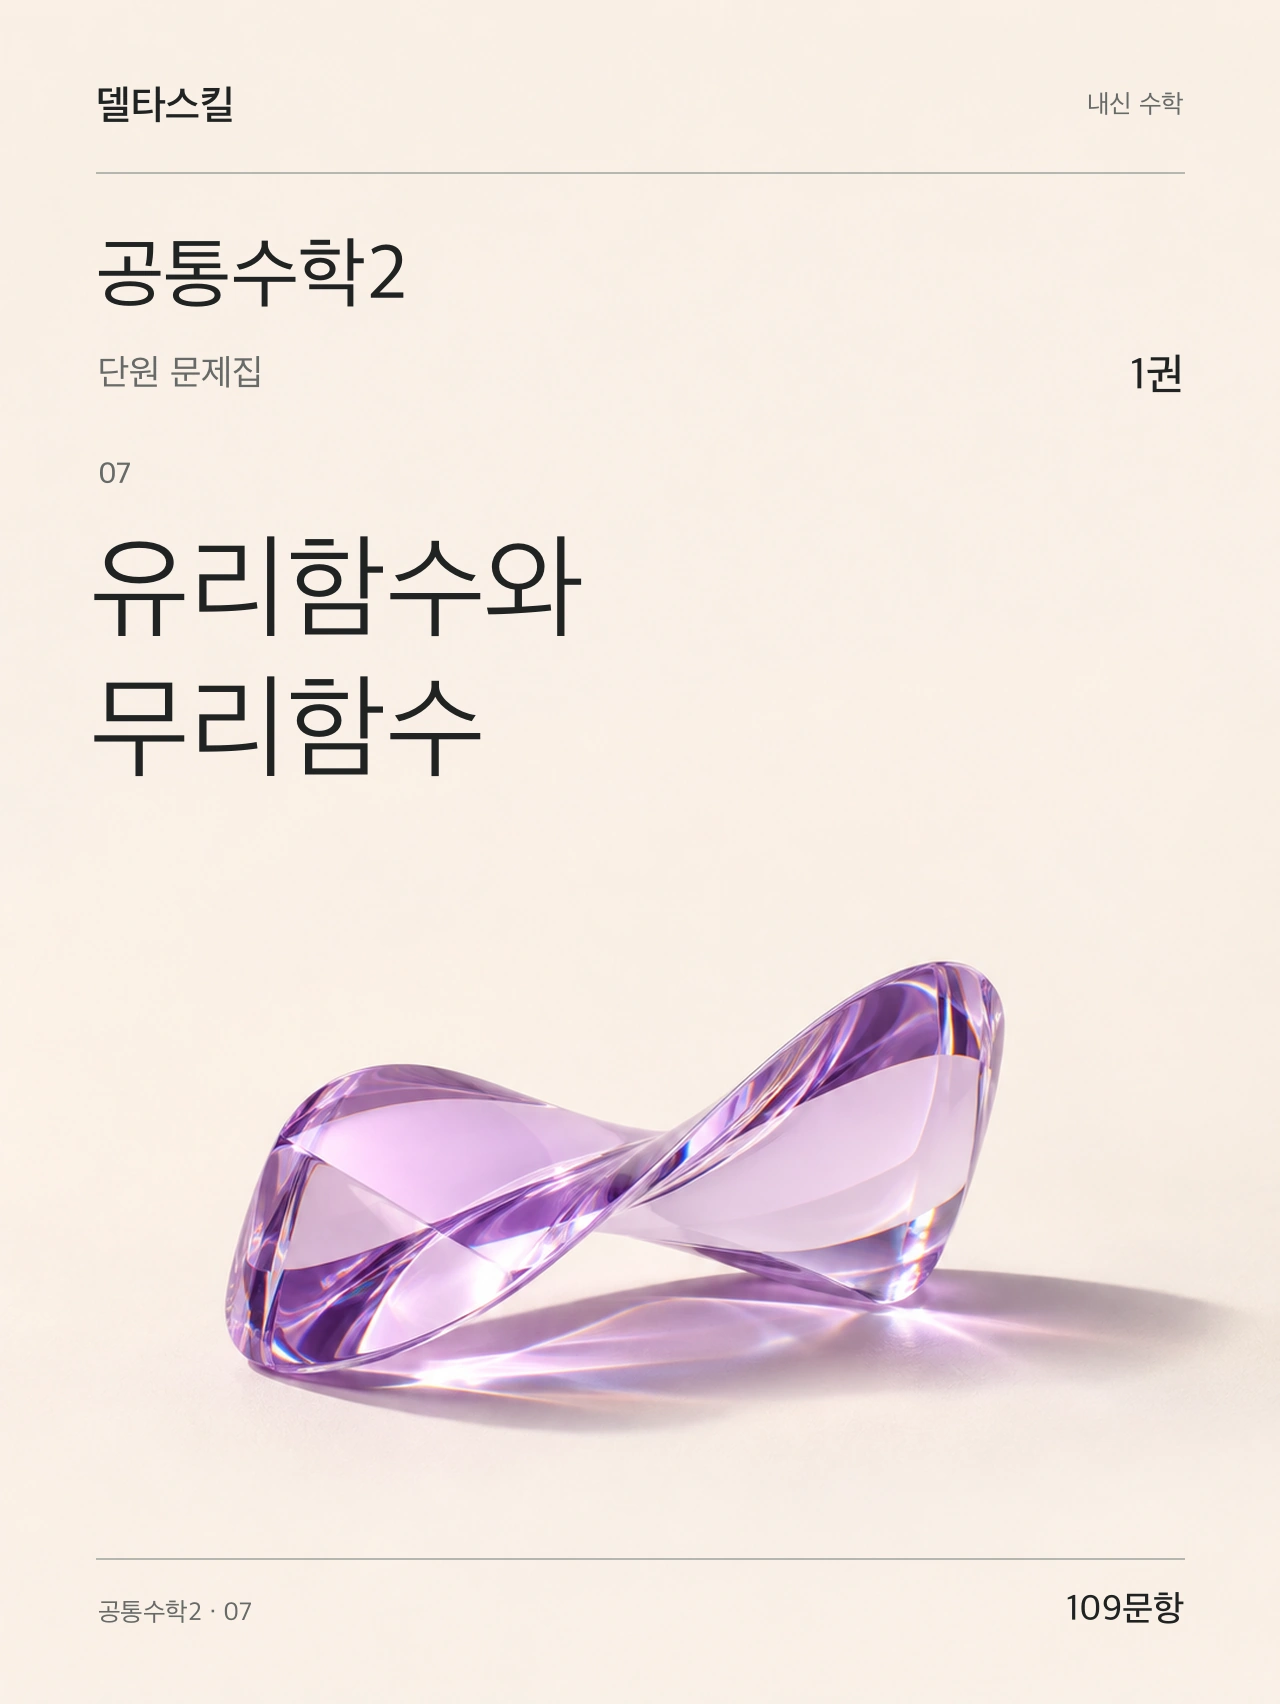 델타스킬
내신 수학
공통수학2
단원 문제집
1권
07
유리함수와
무리함수
공통수학2 · 07
109문항